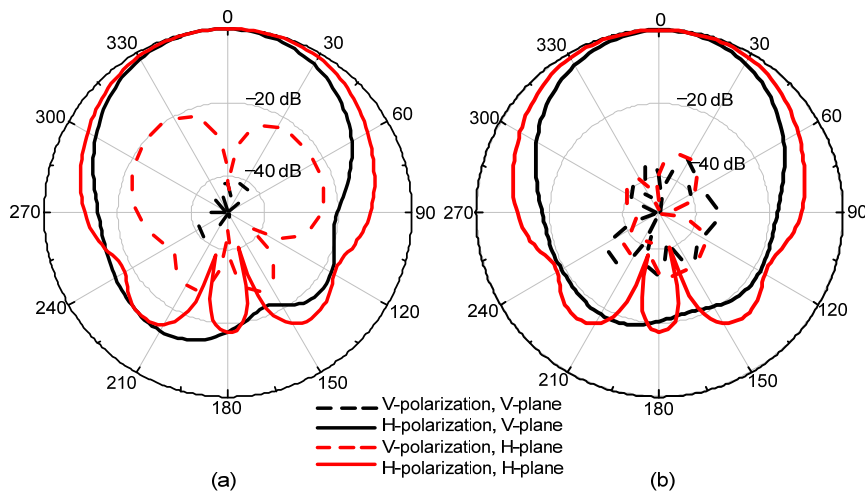 0
330
30
300
60
−20 dB
−40 dB
270
90
240
120
210
150
180
0
330
30
300
60
−20 dB
−40 dB
270
90
240
120
210
150
180
V-polarization, V-plane
H-polarization, V-plane
V-polarization, H-plane
H-polarization, H-plane
(a)
(b)